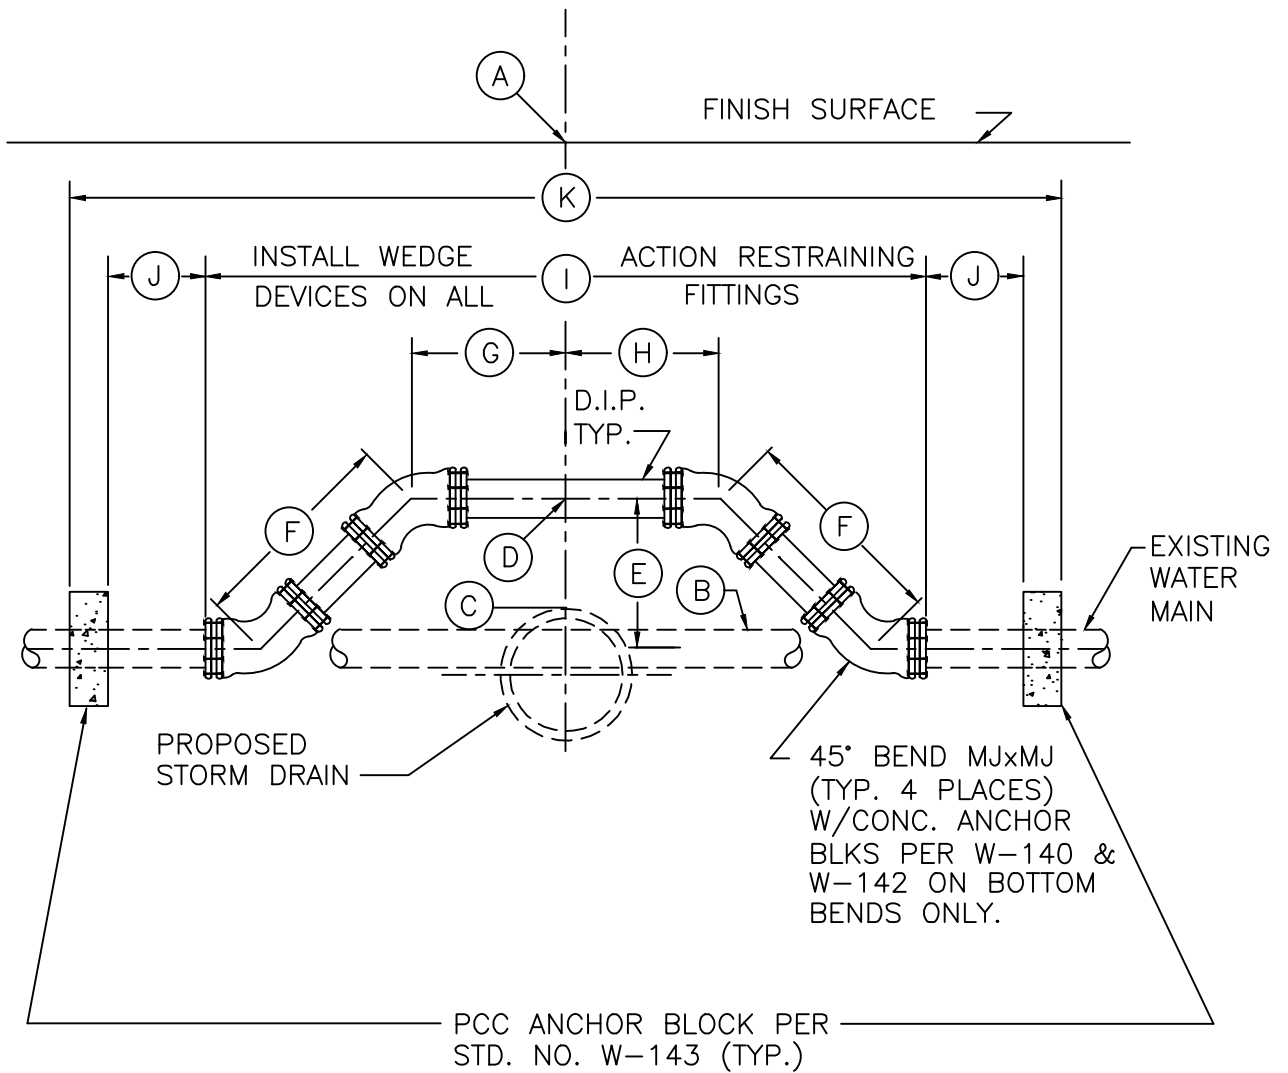 A
FINISH SURFACE
K
J
INSTALL WEDGE
DEVICES ON ALL
I
ACTION RESTRAINING
FITTINGS
J
G
H
D.I.P.
TYP.
F
F
D
E
C
B
EXISTING
WATER
MAIN
PROPOSED
STORM DRAIN
45° BEND MJxMJ
(TYP. 4 PLACES)
W/CONC. ANCHOR
BLKS PER W-140 &
W-142 ON BOTTOM
BENDS ONLY.
PCC ANCHOR BLOCK PER
STD. NO. W-143 (TYP.)